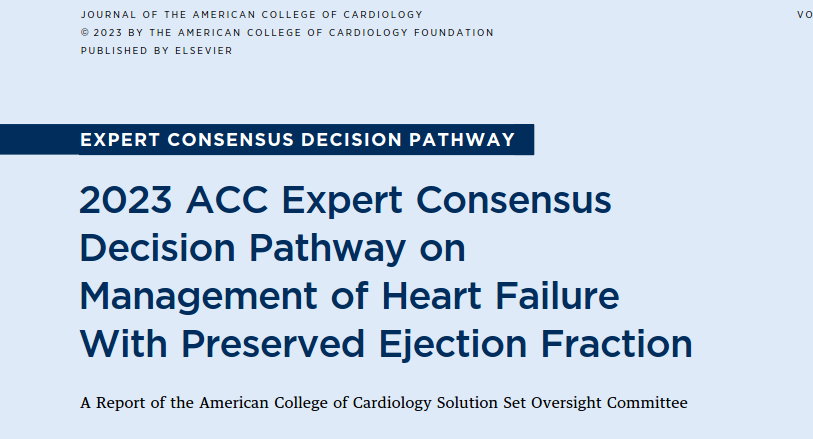 JOURNAL OF THE AMERICAN COLLEGE OF CARDIOLOGY
© 2023 BY THE AMERICAN COLLEGE OF CARDIOLOGY FOUNDATION
PUBLISHED BY ELSEVIER
EXPERT CONSENSUS DECISION PATHWAY
2023 ACC Expert Consensus
Decision Pathway on
Management of Heart Failure
With Preserved Ejection Fraction
A Report of the American College of Cardiology Solution Set Oversight Committee